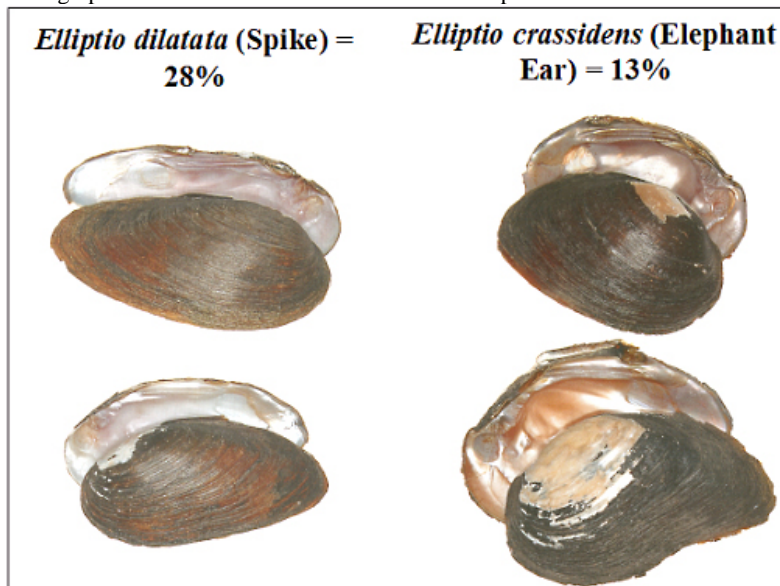 Elliptio dilatata (Spike) =
28%
Elliptio crassidens (Elephant
Ear) = 13%